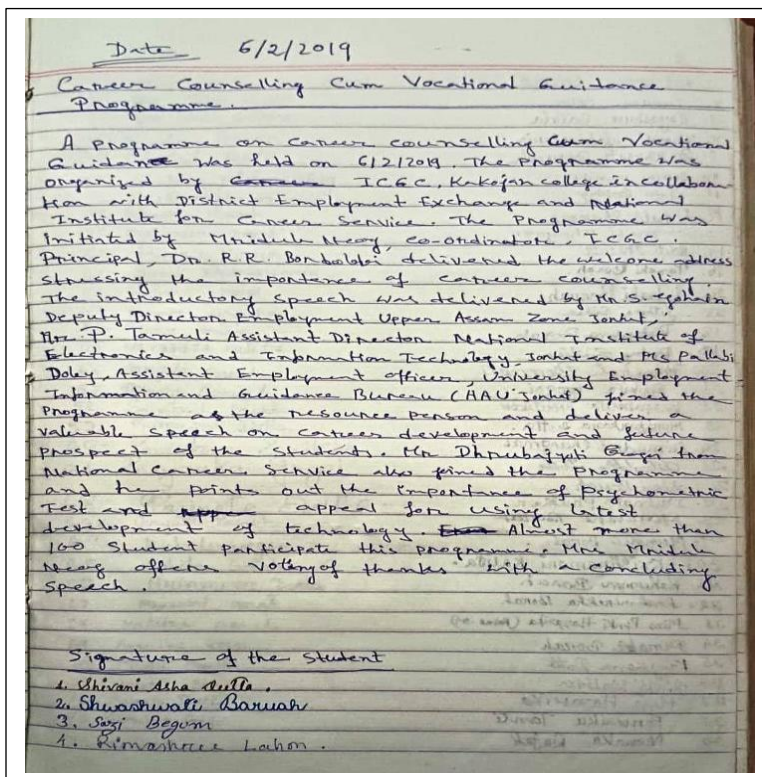 Date 6/2/2019
Career Counselling Cum Vocational Guidance
Programme.
A programme on career counselling cum Vocational
Guidance was held on 6/2/2019. The programme was
organized by ICGC, Kakojan college in collabora-
tion with District Employment Exchange and National
Institute for Career Service. The Programme was
initiated by Mridula Neog, co-ordinator, ICGC.
Principal, Dr. R.R. Borboloi delivered the welcome address
stressing the importance of career counselling.
The introductory speech was delivered by Mr S. Gohain
Deputy Director Employment Upper Assam Zone Jorhat,
P. Tamuli Assistant Director National Institute of
Electronics and Information Technology Jorhat and Ms Pallabi
Doley, Assistant Employment officer, University Employment
Information and Guidance Bureau (AAU Jorhat) joined the
Programme as the resource person and deliver a
valuable speech on career development and future
prospect of the students. Mr Dhrubajyoti Gogoi from
National Career Service also joined the programme
and he points out the importance of Psychometric
Test and appeal for using latest
development of technology. Almost more than
100 Student participate this programme. Mrs Mridula
Neog offers Voting of thanks with a concluding
Speech.
Signature of the Student
1. Shivani Asha
2. Shwashwati Baruah
3. Begum
4. Rimashree Lahon.